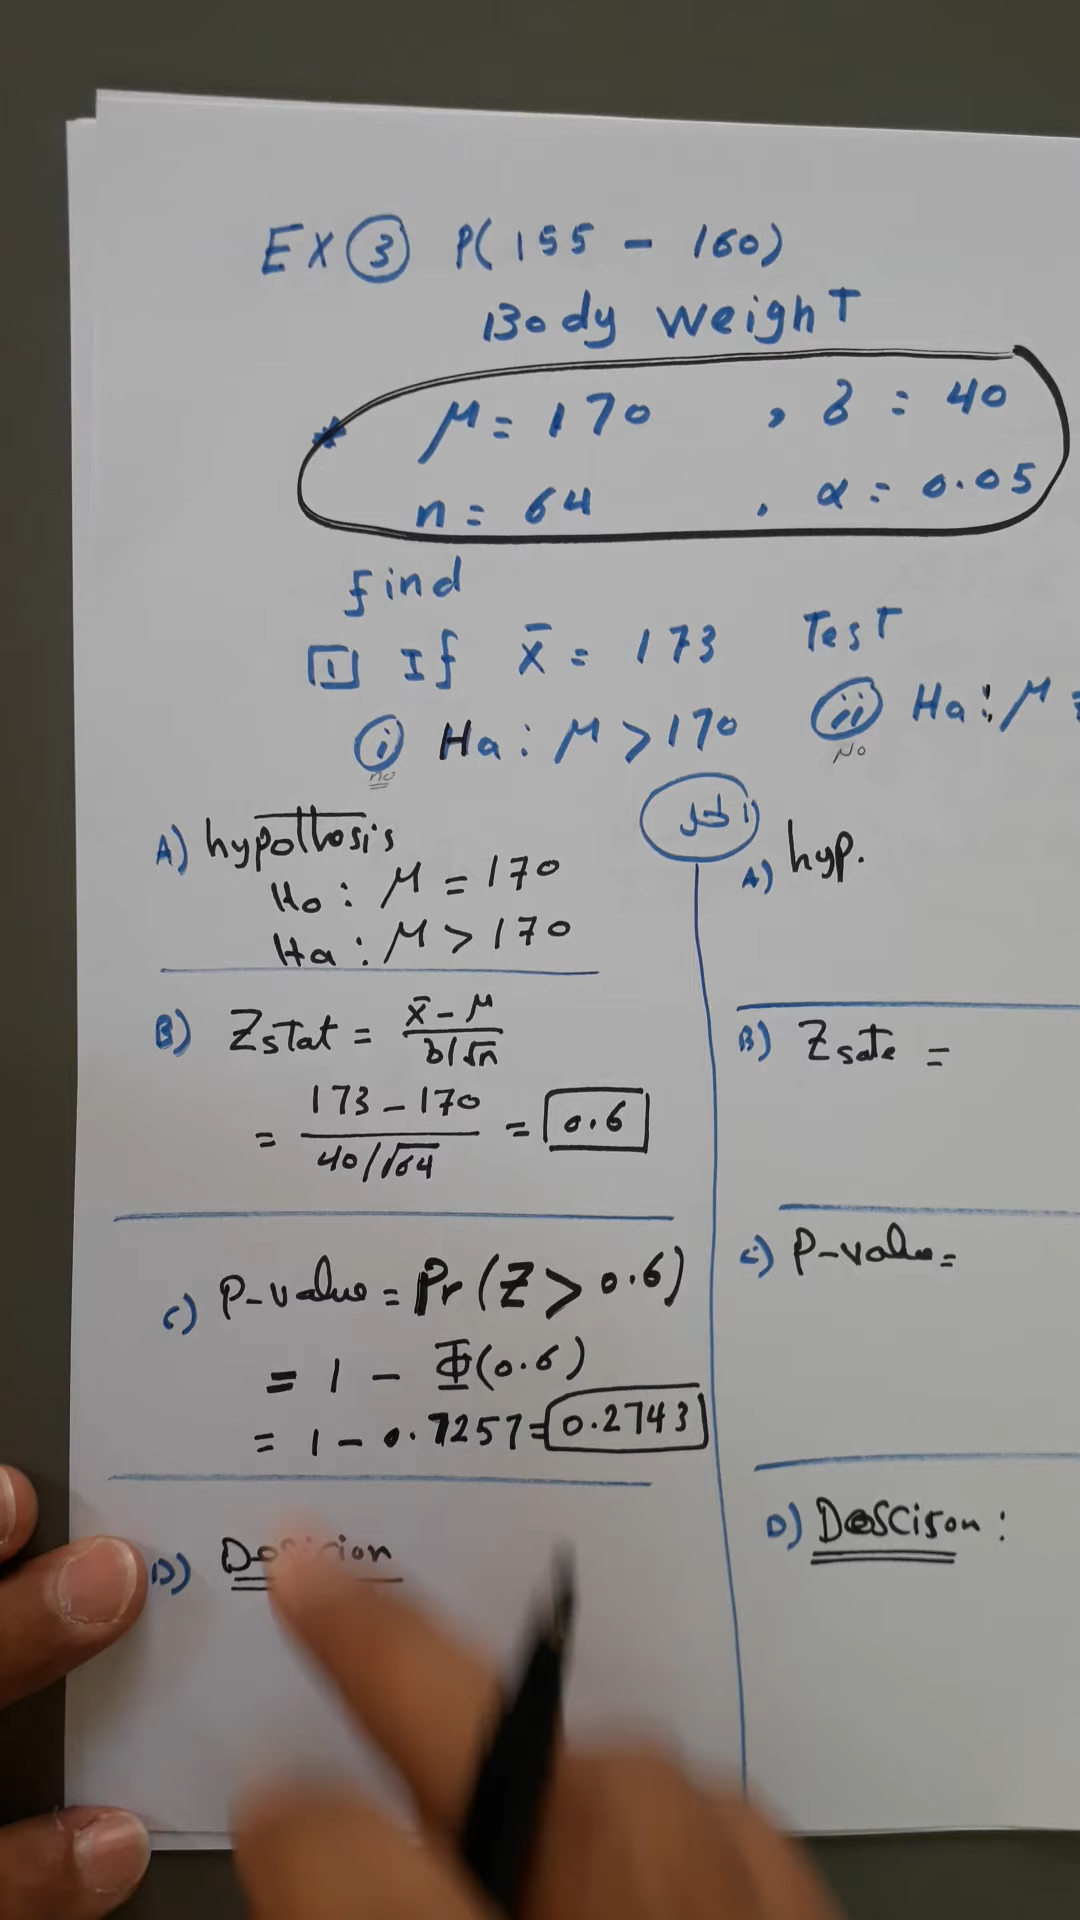 EX ③ P(155 - 160)
Body weight
* μ = 170 , δ = 40
n = 64 , α = 0.05
find
1 If x̄ = 173 Test
i Ha: μ > 170 ii Ha: μ
no No
الحل
A) hypothosis
Ho: μ = 170
Ha: μ > 170
B) Zstat = x̄ - μ / δ/√n
= 173 - 170 / 40/√64 = 0.6
C) P-value = Pr(Z > 0.6)
= 1 - Φ(0.6)
= 1 - 0.7257 = 0.2743
D)
A) hyp.
B) Zsate =
C) P-value =
D) Descison: